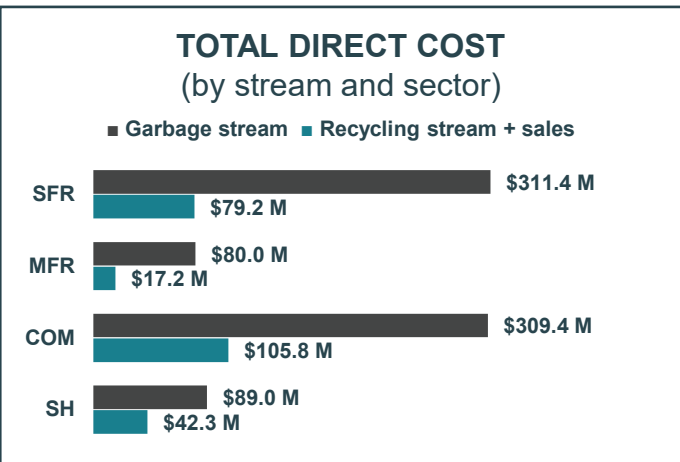 TOTAL DIRECT COST
(by stream and sector)
Garbage stream Recycling stream + sales
SFR
$311.4 M
$79.2 M
MFR
$80.0 M
$17.2 M
COM
$309.4 M
$105.8 M
SH
$89.0 M
$42.3 M